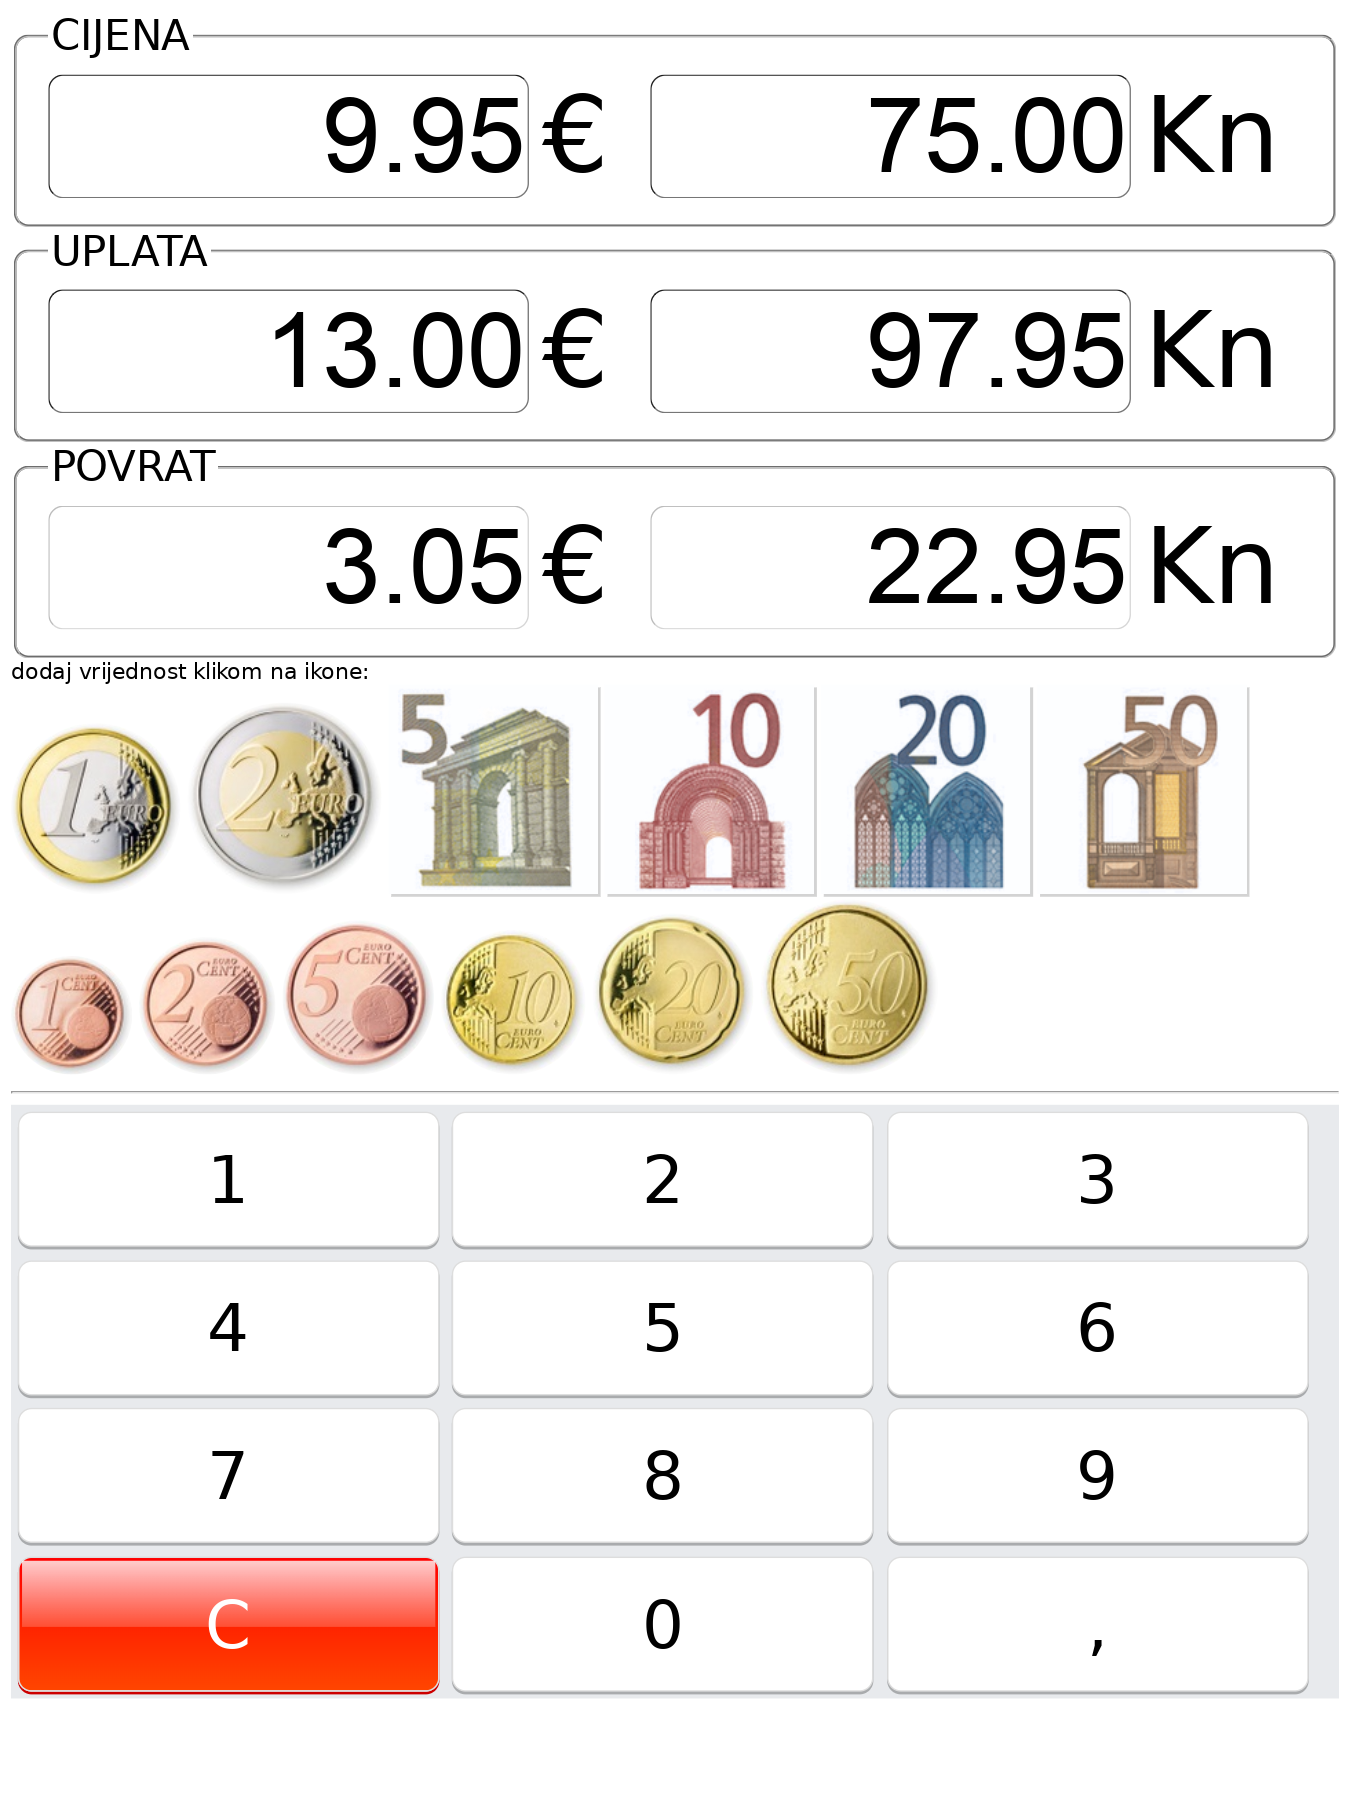 CIJENA
9.95 € 75.00 Kn
UPLATA
13.00 € 97.95 Kn
POVRAT
3.05 € 22.95 Kn
dodaj vrijednost klikom na ikone:
1 EURO 2 EURO 5 10 20 50
1 EURO CENT 2 EURO CENT 5 EURO CENT 10 EURO CENT 20 EURO CENT 50 EURO CENT
1 2 3
4 5 6
7 8 9
C 0 ,